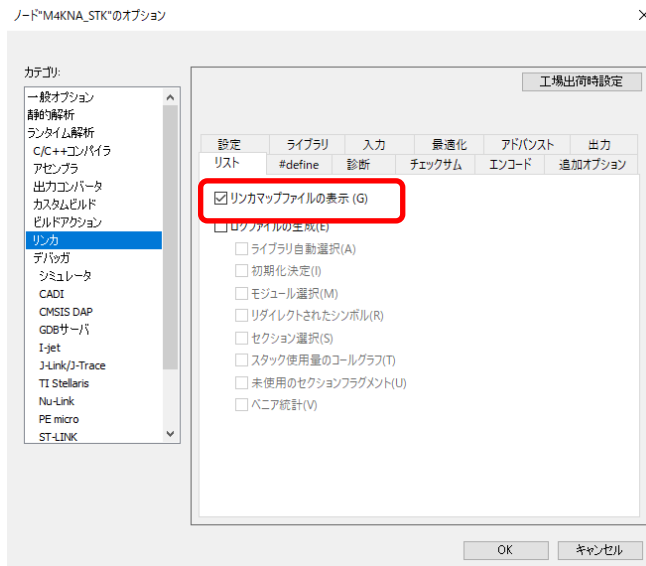 ノード"M4KNA_STK"のオプション
カテゴリ:
一般オプション
静的解析
ランタイム解析
C/C++コンパイラ
アセンブラ
出力コンバータ
カスタムビルド
ビルドアクション
リンカ
デバッガ
シミュレータ
CADI
CMSIS DAP
GDBサーバ
I-jet
J-Link/J-Trace
TI Stellaris
Nu-Link
PE micro
ST-LINK
工場出荷時設定
設定 ライブラリ 入力 最適化 アドバンスト 出力
リスト #define 診断 チェックサム エンコード 追加オプション
リンカマップファイルの表示 (G)
ログファイルの生成(E)
ライブラリ自動選択(A)
初期化決定(I)
モジュール選択(M)
リダイレクトされたシンボル(R)
セクション選択(S)
スタック使用量のコールグラフ(T)
未使用のセクションフラグメント(U)
ベニア統計(V)
OK キャンセル